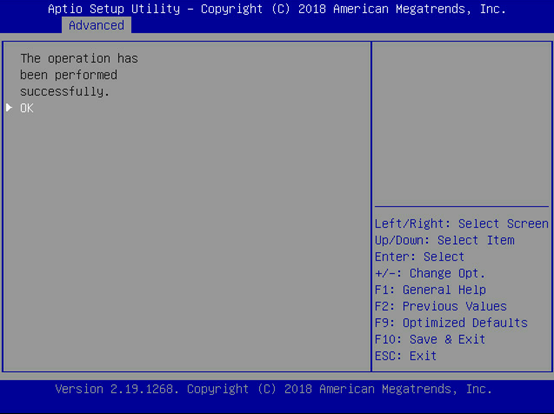 Aptio Setup Utility – Copyright (C) 2018 American Megatrends, Inc.
Advanced
The operation has
been performed
successfully.
OK
Left/Right: Select Screen
Up/Down: Select Item
Enter: Select
+/-: Change Opt.
F1: General Help
F2: Previous Values
F9: Optimized Defaults
F10: Save & Exit
ESC: Exit
Version 2.19.1268. Copyright (C) 2018 American Megatrends, Inc.